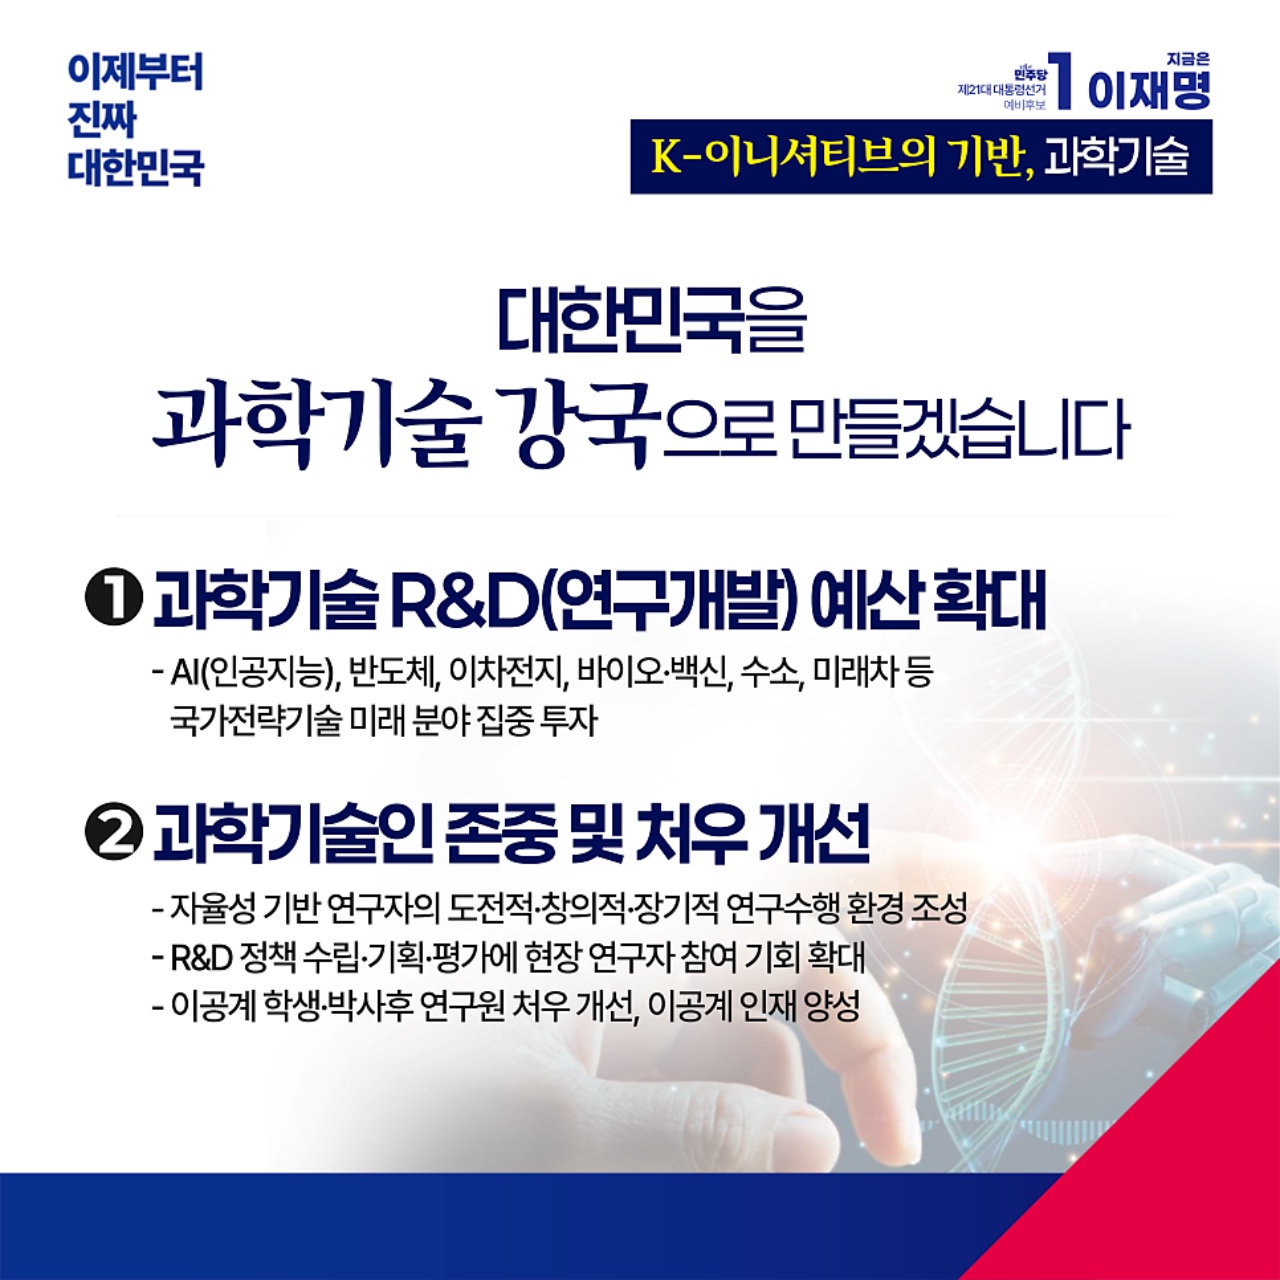 이제부터
진짜
대한민국
민주당
제21대 대통령선거
예비후보
1
지금은
이재명
K-이니셔티브의 기반, 과학기술
대한민국을
과학기술 강국으로 만들겠습니다
1 과학기술 R&D(연구개발) 예산 확대
- AI(인공지능), 반도체, 이차전지, 바이오·백신, 수소, 미래차 등
국가전략기술 미래 분야 집중 투자
2 과학기술인 존중 및 처우 개선
- 자율성 기반 연구자의 도전적·창의적·장기적 연구수행 환경 조성
- R&D 정책 수립·기획·평가에 현장 연구자 참여 기회 확대
- 이공계 학생·박사후 연구원 처우 개선, 이공계 인재 양성